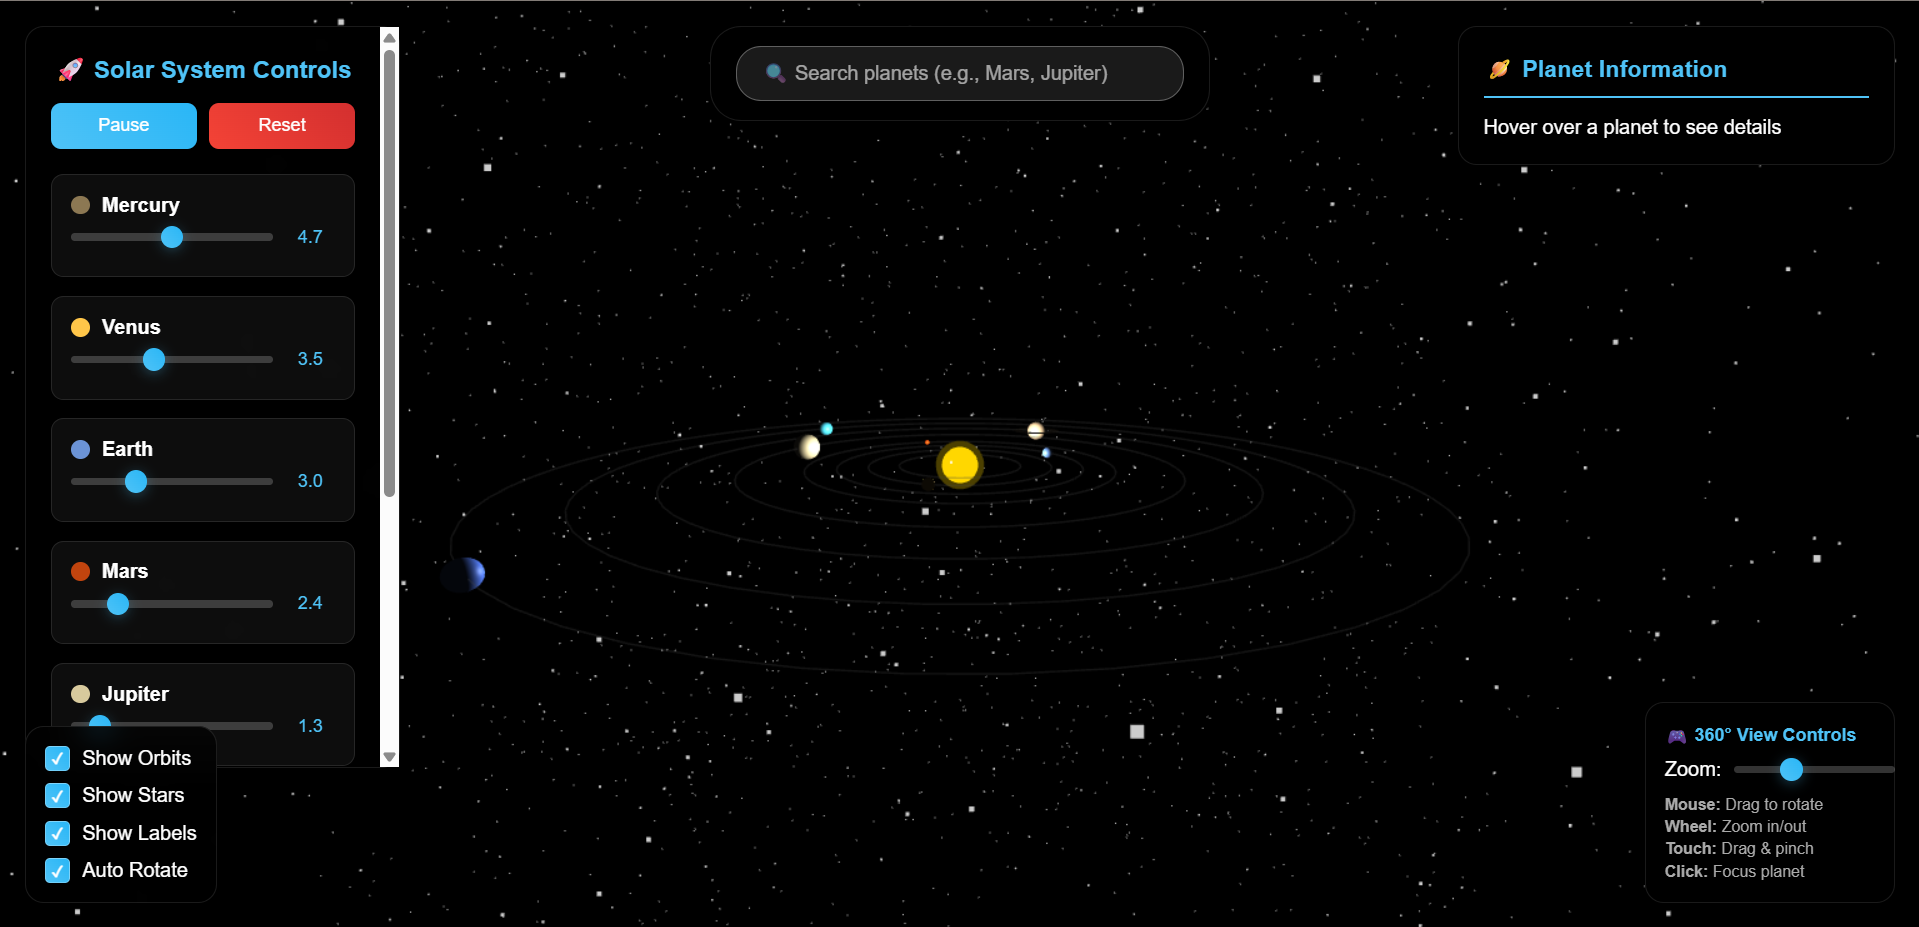 🚀 Solar System Controls
Pause
Reset
Mercury
4.7
Venus
3.5
Earth
3.0
Mars
2.4
Jupiter
1.3
Show Orbits
Show Stars
Show Labels
Auto Rotate
🔍 Search planets (e.g., Mars, Jupiter)
🪐 Planet Information
Hover over a planet to see details
🎮 360° View Controls
Zoom:
Mouse: Drag to rotate
Wheel: Zoom in/out
Touch: Drag & pinch
Click: Focus planet